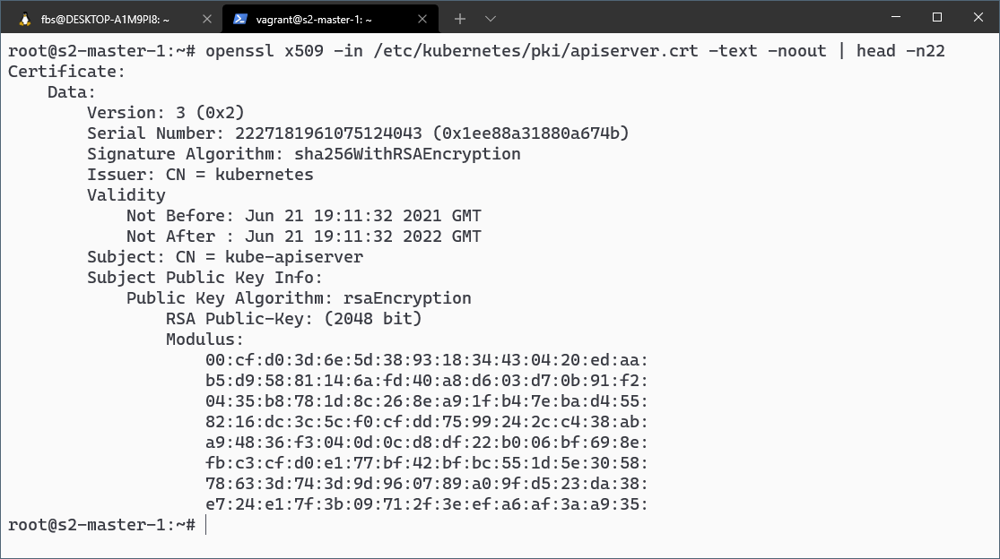 fbs@DESKTOP-A1M9PI8: ~
vagrant@s2-master-1: ~
root@s2-master-1:~# openssl x509 -in /etc/kubernetes/pki/apiserver.crt -text -noout | head -n22
Certificate:
Data:
Version: 3 (0x2)
Serial Number: 2227181961075124043 (0x1ee88a31880a674b)
Signature Algorithm: sha256WithRSAEncryption
Issuer: CN = kubernetes
Validity
Not Before: Jun 21 19:11:32 2021 GMT
Not After : Jun 21 19:11:32 2022 GMT
Subject: CN = kube-apiserver
Subject Public Key Info:
Public Key Algorithm: rsaEncryption
RSA Public-Key: (2048 bit)
Modulus:
00:cf:d0:3d:6e:5d:38:93:18:34:43:04:20:ed:aa:
b5:d9:58:81:14:6a:fd:40:a8:d6:03:d7:0b:91:f2:
04:35:b8:78:1d:8c:26:8e:a9:1f:b4:7e:ba:d4:55:
82:16:dc:3c:5c:f0:cf:dd:75:99:24:2c:c4:38:ab:
a9:48:36:f3:04:0d:0c:d8:df:22:b0:06:bf:69:8e:
fb:c3:cf:d0:e1:77:bf:42:bf:bc:55:1d:5e:30:58:
78:63:3d:74:3d:9d:96:07:89:a0:9f:d5:23:da:38:
e7:24:e1:7f:3b:09:71:2f:3e:ef:a6:af:3a:a9:35:
root@s2-master-1:~#